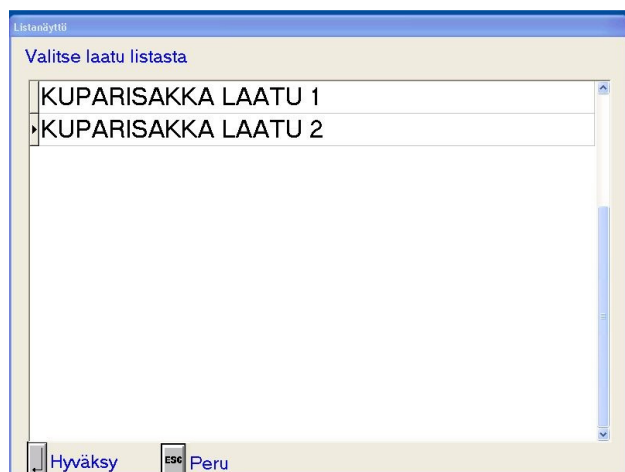 Listanäyttö
Valitse laatu listasta
KUPARISAKKA LAATU 1
KUPARISAKKA LAATU 2
Hyväksy
ESC Peru